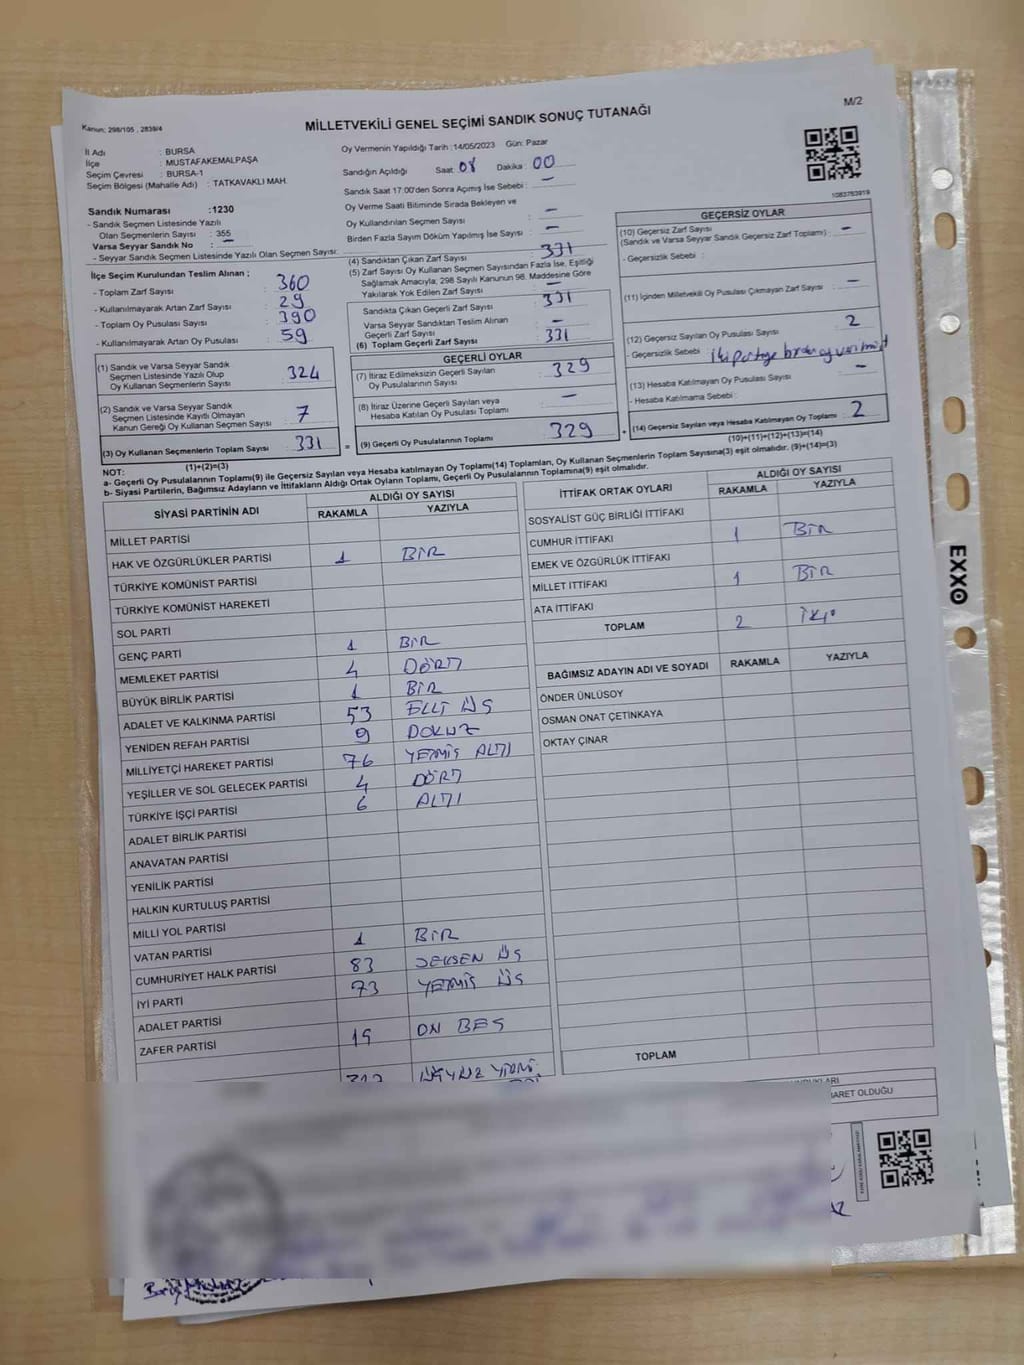 Kanun; 298/105 , 2839/4
MİLLETVEKİLİ GENEL SEÇİMİ SANDIK SONUÇ TUTANAĞI
M/2
İl Adı : BURSA
İlçe : MUSTAFAKEMALPAŞA
Seçim Çevresi : BURSA-1
Seçim Bölgesi (Mahalle Adı) : TATKAVAKLI MAH.
Sandık Numarası :1230
- Sandık Seçmen Listesinde Yazılı
Olan Seçmenlerin Sayısı : 355
Varsa Seyyar Sandık No : -
- Seyyar Sandık Seçmen Listesinde Yazılı Olan Seçmen Sayısı:
Oy Vermenin Yapıldığı Tarih :14/05/2023 Gün: Pazar
Sandığın Açıldığı Saat: 08 Dakika : 00
Sandık Saat 17:00'den Sonra Açımış İse Sebebi : -
Oy Verme Saati Bitiminde Sırada Bekleyen ve
Oy Kullandırılan Seçmen Sayısı : -
Birden Fazla Sayım Döküm Yapılmış İse Sayısı : -
1083763919
İlçe Seçim Kurulundan Teslim Alınan ;
- Toplam Zarf Sayısı : 360
- Kullanılmayarak Artan Zarf Sayısı : 29
- Toplam Oy Pusulası Sayısı : 390
- Kullanılmayarak Artan Oy Pusulası : 59
(1) Sandık ve Varsa Seyyar Sandık
Seçmen Listesinde Yazılı Olup
Oy Kullanan Seçmenlerin Sayısı : 324
(2) Sandık ve Varsa Seyyar Sandık
Seçmen Listesinde Kayıtlı Olmayan
Kanun Gereği Oy Kullanan Seçmen Sayısı : 7
(3) Oy Kullanan Seçmenlerin Toplam Sayısı : 331
(1)+(2)=(3)
(4) Sandıktan Çıkan Zarf Sayısı : 331
(5) Zarf Sayısı Oy Kullanan Seçmen Sayısından Fazla İse, Eşitliği
Sağlamak Amacıyla; 298 Sayılı Kanunun 98. Maddesine Göre
Yakılarak Yok Edilen Zarf Sayısı : -
Sandıkta Çıkan Geçerli Zarf Sayısı : 331
Varsa Seyyar Sandıktan Teslim Alınan
Geçerli Zarf Sayısı : -
(6) Toplam Geçerli Zarf Sayısı : 331
GEÇERLİ OYLAR
(7) İtiraz Edilmeksizin Geçerli Sayılan
Oy Pusulalarının Sayısı : 329
(8) İtiraz Üzerine Geçerli Sayılan veya
Hesaba Katılan Oy Pusulası Toplamı : -
= (9) Geçerli Oy Pusulalarının Toplamı : 329
GEÇERSİZ OYLAR
(10) Geçersiz Zarf Sayısı
(Sandık ve Varsa Seyyar Sandık Geçersiz Zarf Toplamı) : -
- Geçersizlik Sebebi :
(11) İçinden Milletvekili Oy Pusulası Çıkmayan Zarf Sayısı : -
(12) Geçersiz Sayılan Oy Pusulası Sayısı : 2
- Geçersizlik Sebebi : iki partiye birden oy verilmiş
(13) Hesaba Katılmayan Oy Pusulası Sayısı : -
- Hesaba Katılmama Sebebi :
+ (14) Geçersiz Sayılan veya Hesaba Katılmayan Oy Toplamı : 2
(10)+(11)+(12)+(13)=(14)
NOT:
a- Geçerli Oy Pusulalarının Toplamı(9) ile Geçersiz Sayılan veya Hesaba katılmayan Oy Toplamı(14) Toplamları, Oy Kullanan Seçmenlerin Toplam Sayısına(3) eşit olmalıdır. (9)+(14)=(3)
b- Siyasi Partilerin, Bağımsız Adayların ve İttifakların Aldığı Ortak Oyların Toplamı, Geçerli Oy Pusulalarının Toplamına(9) eşit olmalıdır.
SİYASİ PARTİNİN ADI ALDIĞI OY SAYISI
RAKAMLA YAZIYLA
MİLLET PARTİSİ
HAK VE ÖZGÜRLÜKLER PARTİSİ 1 BİR
TÜRKİYE KOMÜNİST PARTİSİ
TÜRKİYE KOMÜNİST HAREKETİ
SOL PARTİ
GENÇ PARTİ 1 BİR
MEMLEKET PARTİSİ 4 DÖRT
BÜYÜK BİRLİK PARTİSİ 1 BİR
ADALET VE KALKINMA PARTİSİ 53 ELLİ ÜÇ
YENİDEN REFAH PARTİSİ 9 DOKUZ
MİLLİYETÇİ HAREKET PARTİSİ 76 YETMİŞ ALTI
YEŞİLLER VE SOL GELECEK PARTİSİ 4 DÖRT
TÜRKİYE İŞÇİ PARTİSİ 6 ALTI
ADALET BİRLİK PARTİSİ
ANAVATAN PARTİSİ
YENİLİK PARTİSİ
HALKIN KURTULUŞ PARTİSİ
MİLLİ YOL PARTİSİ
VATAN PARTİSİ 1 BİR
CUMHURİYET HALK PARTİSİ 83 SEKSEN ÜÇ
İYİ PARTİ 73 YETMİŞ ÜÇ
ADALET PARTİSİ
ZAFER PARTİSİ 15 ON BEŞ
İTTİFAK ORTAK OYLARI ALDIĞI OY SAYISI
RAKAMLA YAZIYLA
SOSYALİST GÜÇ BİRLİĞİ İTTİFAKI
CUMHUR İTTİFAKI 1 BİR
EMEK VE ÖZGÜRLÜK İTTİFAKI
MİLLET İTTİFAKI 1 BİR
ATA İTTİFAKI
TOPLAM 2 İKİ
BAĞIMSIZ ADAYIN ADI VE SOYADI RAKAMLA YAZIYLA
ÖNDER ÜNLÜSOY
OSMAN ONAT ÇETİNKAYA
OKTAY ÇINAR
TOPLAM
EXXO